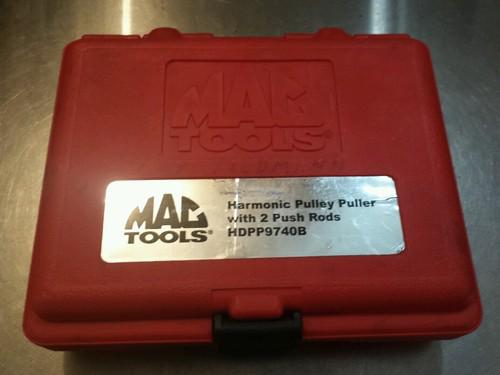 MAC
TOOLS®
MAC
TOOLS®
Harmonic Pulley Puller
with 2 Push Rods
HDPP9740B